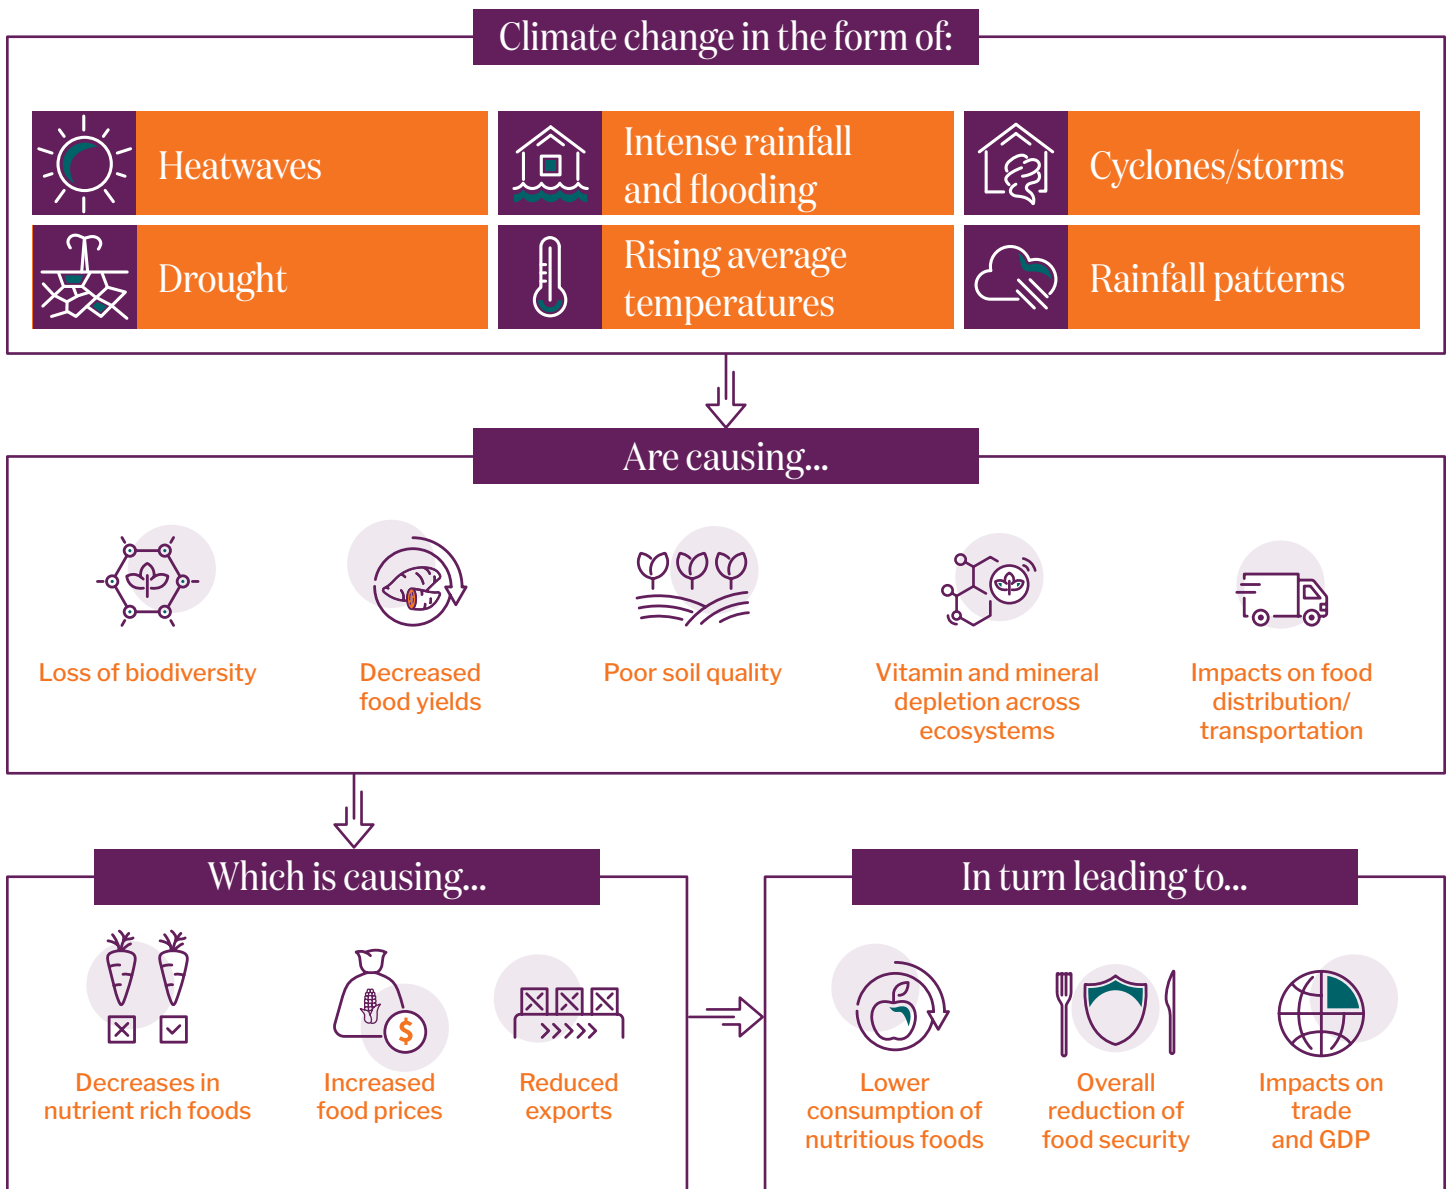 Climate change in the form of:
Heatwaves
Intense rainfall
and flooding
Cyclones/storms
Drought
Rising average
temperatures
Rainfall patterns
Are causing...
Loss of biodiversity
Decreased
food yields
Poor soil quality
Vitamin and mineral
depletion across
ecosystems
Impacts on food
distribution/
transportation
Which is causing...
Decreases in
nutrient rich foods
Increased
food prices
$
Reduced
exports
In turn leading to...
Lower
consumption of
nutritious foods
Overall
reduction of
food security
Impacts on
trade
and GDP